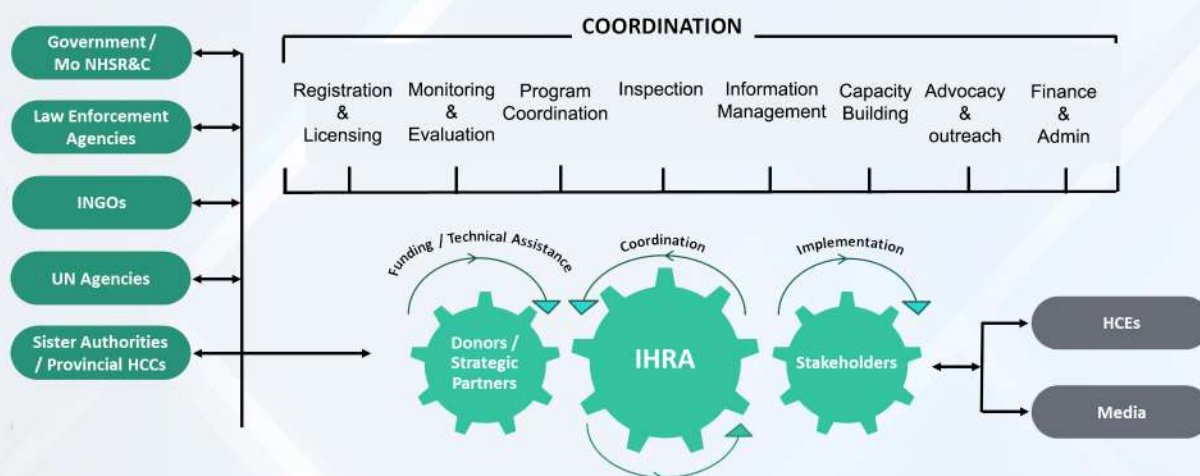 COORDINATION
Government /
Mo NHSR&C
Law Enforcement
Agencies
INGOs
UN Agencies
Sister Authorities
/ Provincial HCCs
Registration
&
Licensing
Monitoring
&
Evaluation
Program
Coordination
Inspection
Information
Management
Capacity
Building
Advocacy
&
outreach
Finance
&
Admin
Funding / Technical Assistance
Coordination
Implementation
Donors /
Strategic
Partners
IHRA
Stakeholders
HCEs
Media